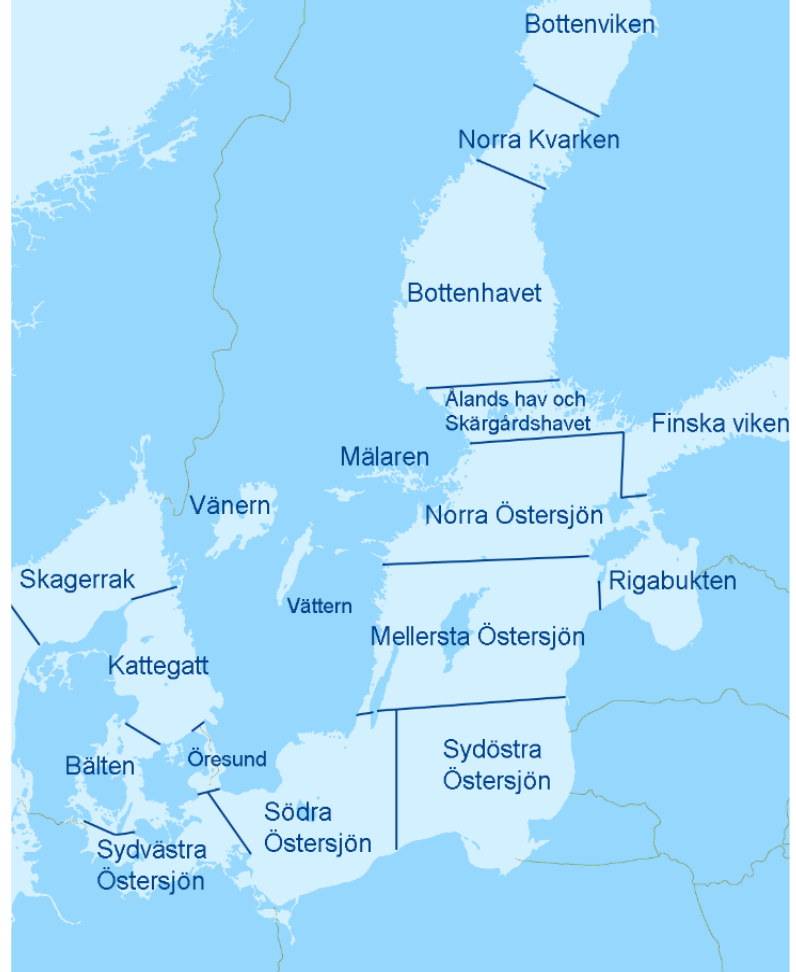 Bottenviken
Norra Kvarken
Bottenhavet
Ålands hav och
Skärgårdshavet
Finska viken
Mälaren
Vänern
Norra Östersjön
Skagerrak
Rigabukten
Vättern
Mellersta Östersjön
Kattegatt
Öresund
Bälten
Sydöstra
Östersjön
Södra
Östersjön
Sydvästra
Östersjön